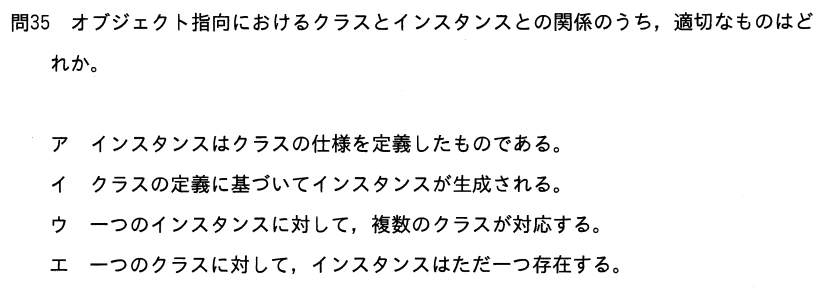 問35　オブジェクト指向におけるクラスとインスタンスとの関係のうち，適切なものはど
れか。
ア　インスタンスはクラスの仕様を定義したものである。
イ　クラスの定義に基づいてインスタンスが生成される。
ウ　一つのインスタンスに対して，複数のクラスが対応する。
エ　一つのクラスに対して，インスタンスはただ一つ存在する。